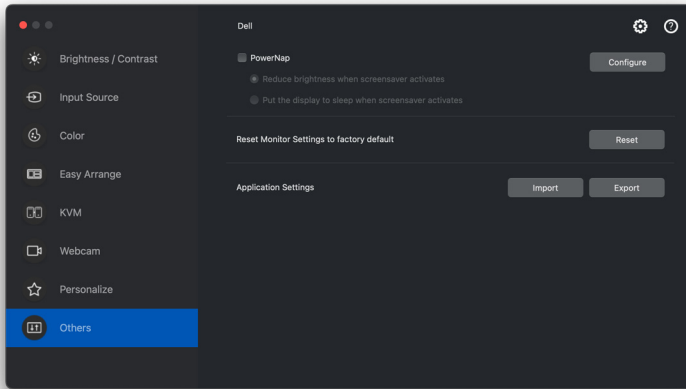 Dell
Brightness / Contrast
Input Source
Color
Easy Arrange
KVM
Webcam
Personalize
Others
PowerNap
Configure
Reduce brightness when screensaver activates
Put the display to sleep when screensaver activates
Reset Monitor Settings to factory default
Reset
Application Settings
Import
Export